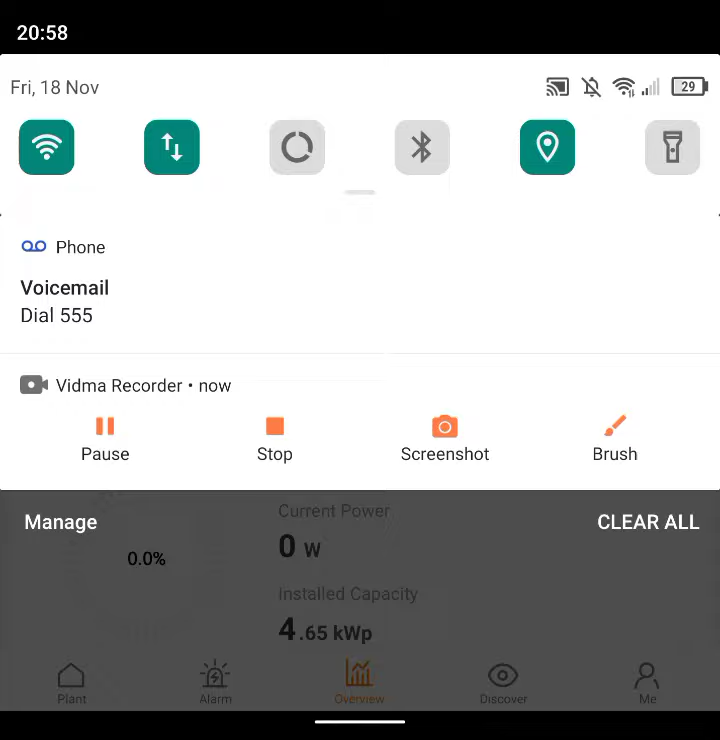 20:58
Fri, 18 Nov
29
Phone
Voicemail
Dial 555
Vidma Recorder • now
Pause Stop Screenshot Brush
Manage CLEAR ALL
Current Power
0 W
0.0%
Installed Capacity
4.65 kWp
Plant Alarm Overview Discover Me